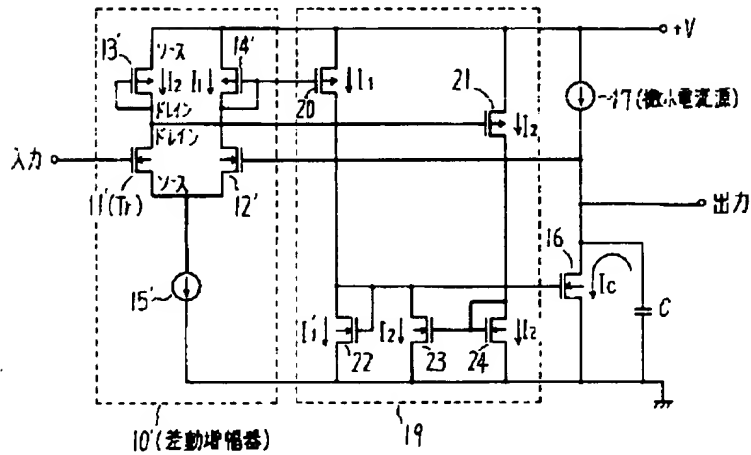 +V
13'
ソース
14'
↓I2
I1↓
↓I1
20
21
17(微小電流源)
ドレイン
ドレイン
↓I2
入力
11'(Tr)
ソース
12'
出力
16
↓Ic
C
15'
I1'↓
22
I2↓
23
24
↓I2
10'(差動増幅器)
19